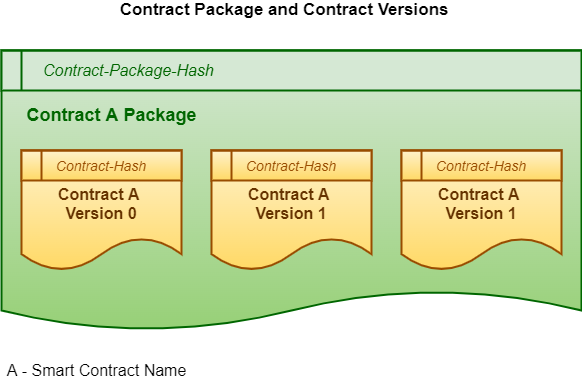 Contract Package and Contract Versions
Contract-Package-Hash
Contract A Package
Contract-Hash
Contract A
Version 0
Contract-Hash
Contract A
Version 1
Contract-Hash
Contract A
Version 1
A - Smart Contract Name